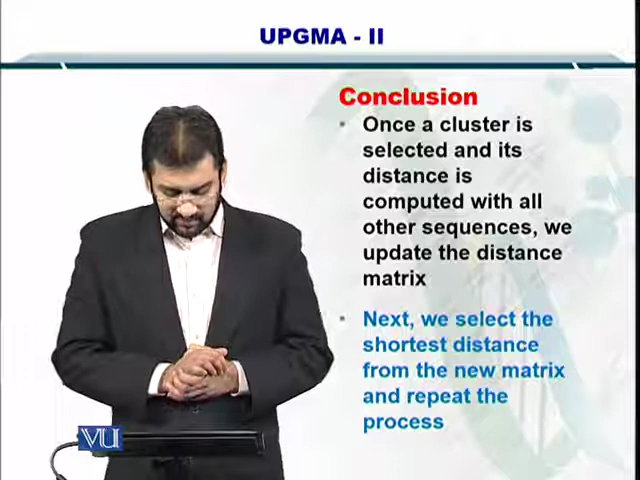 UPGMA - II
Conclusion
• Once a cluster is
selected and its
distance is
computed with all
other sequences, we
update the distance
matrix
• Next, we select the
shortest distance
from the new matrix
and repeat the
process
VU